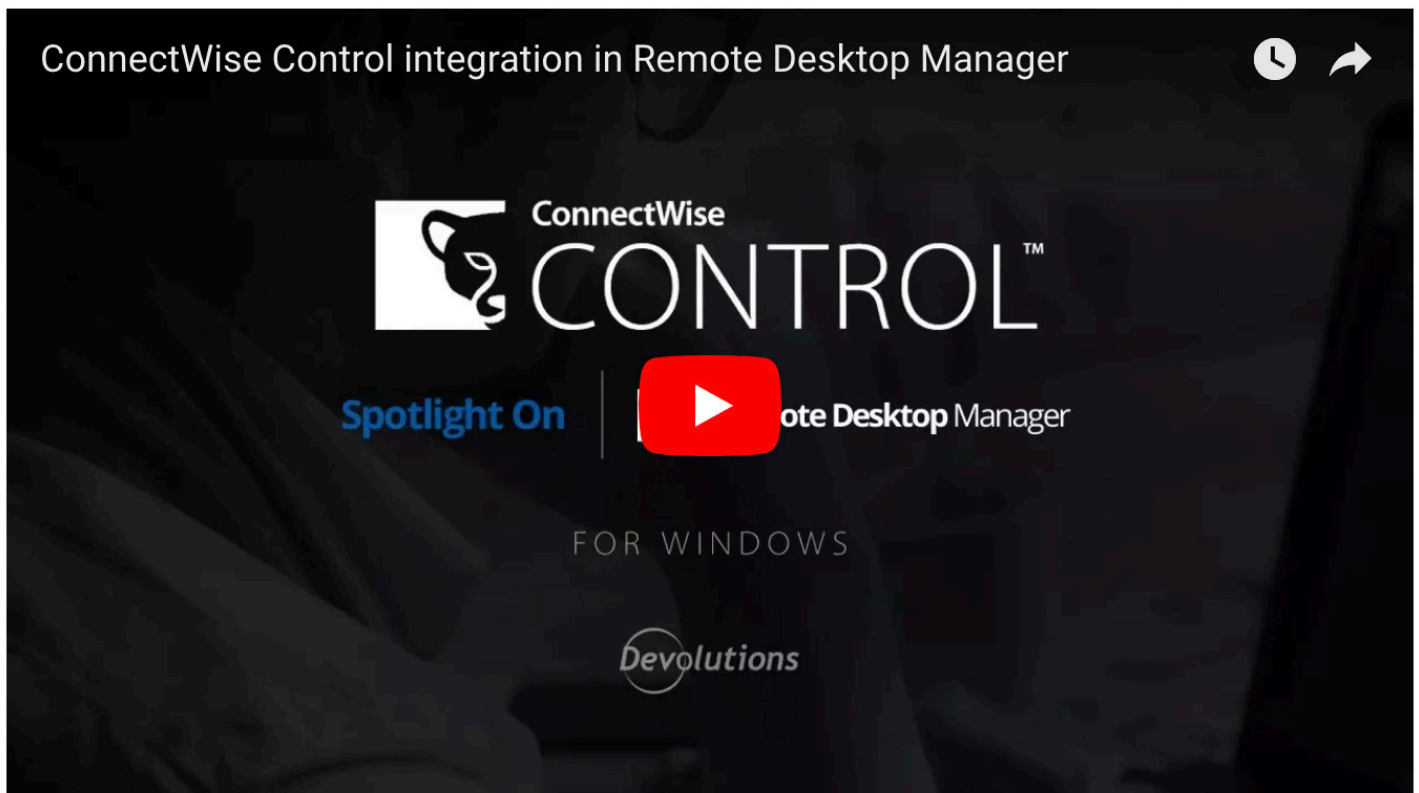 ConnectWise Control integration in Remote Desktop Manager
ConnectWise
CONTROL™
Spotlight On
ote Desktop Manager
FOR WINDOWS
Devolutions